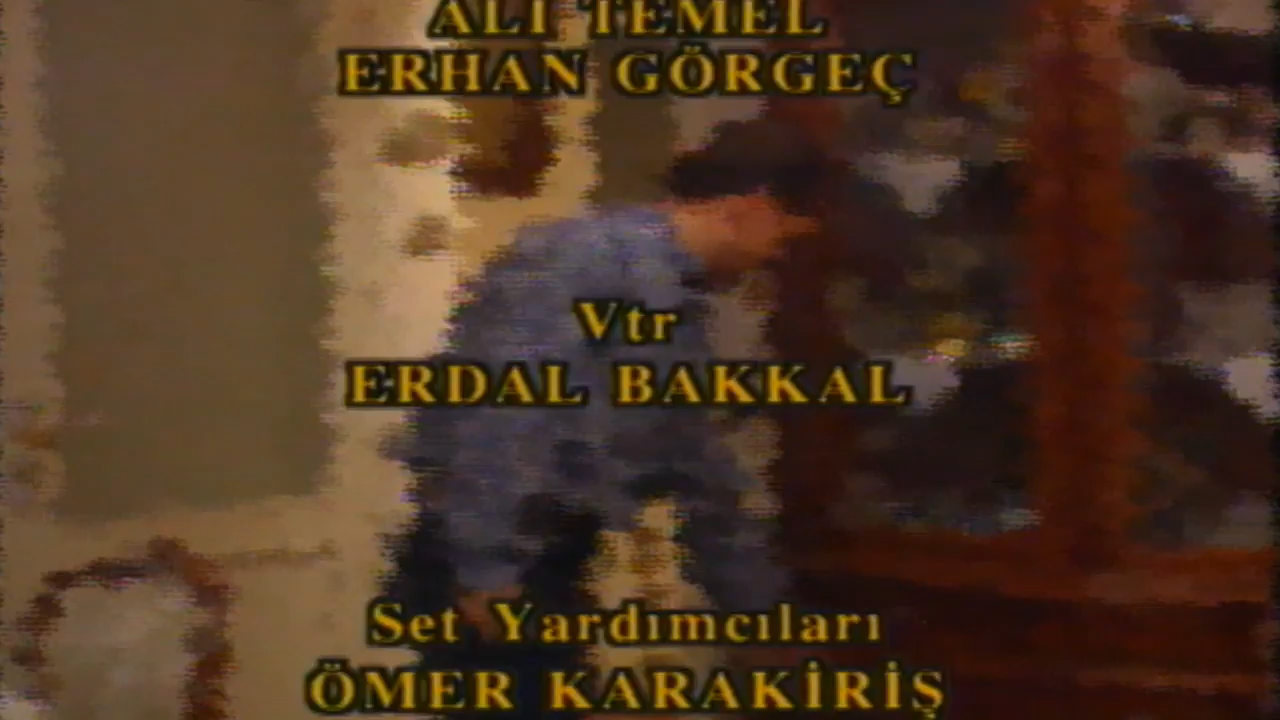 ALİ TEMEL
ERHAN GÖRGEÇ
Vtr
ERDAL BAKKAL
Set Yardımcıları
ÖMER KARAKİRİŞ